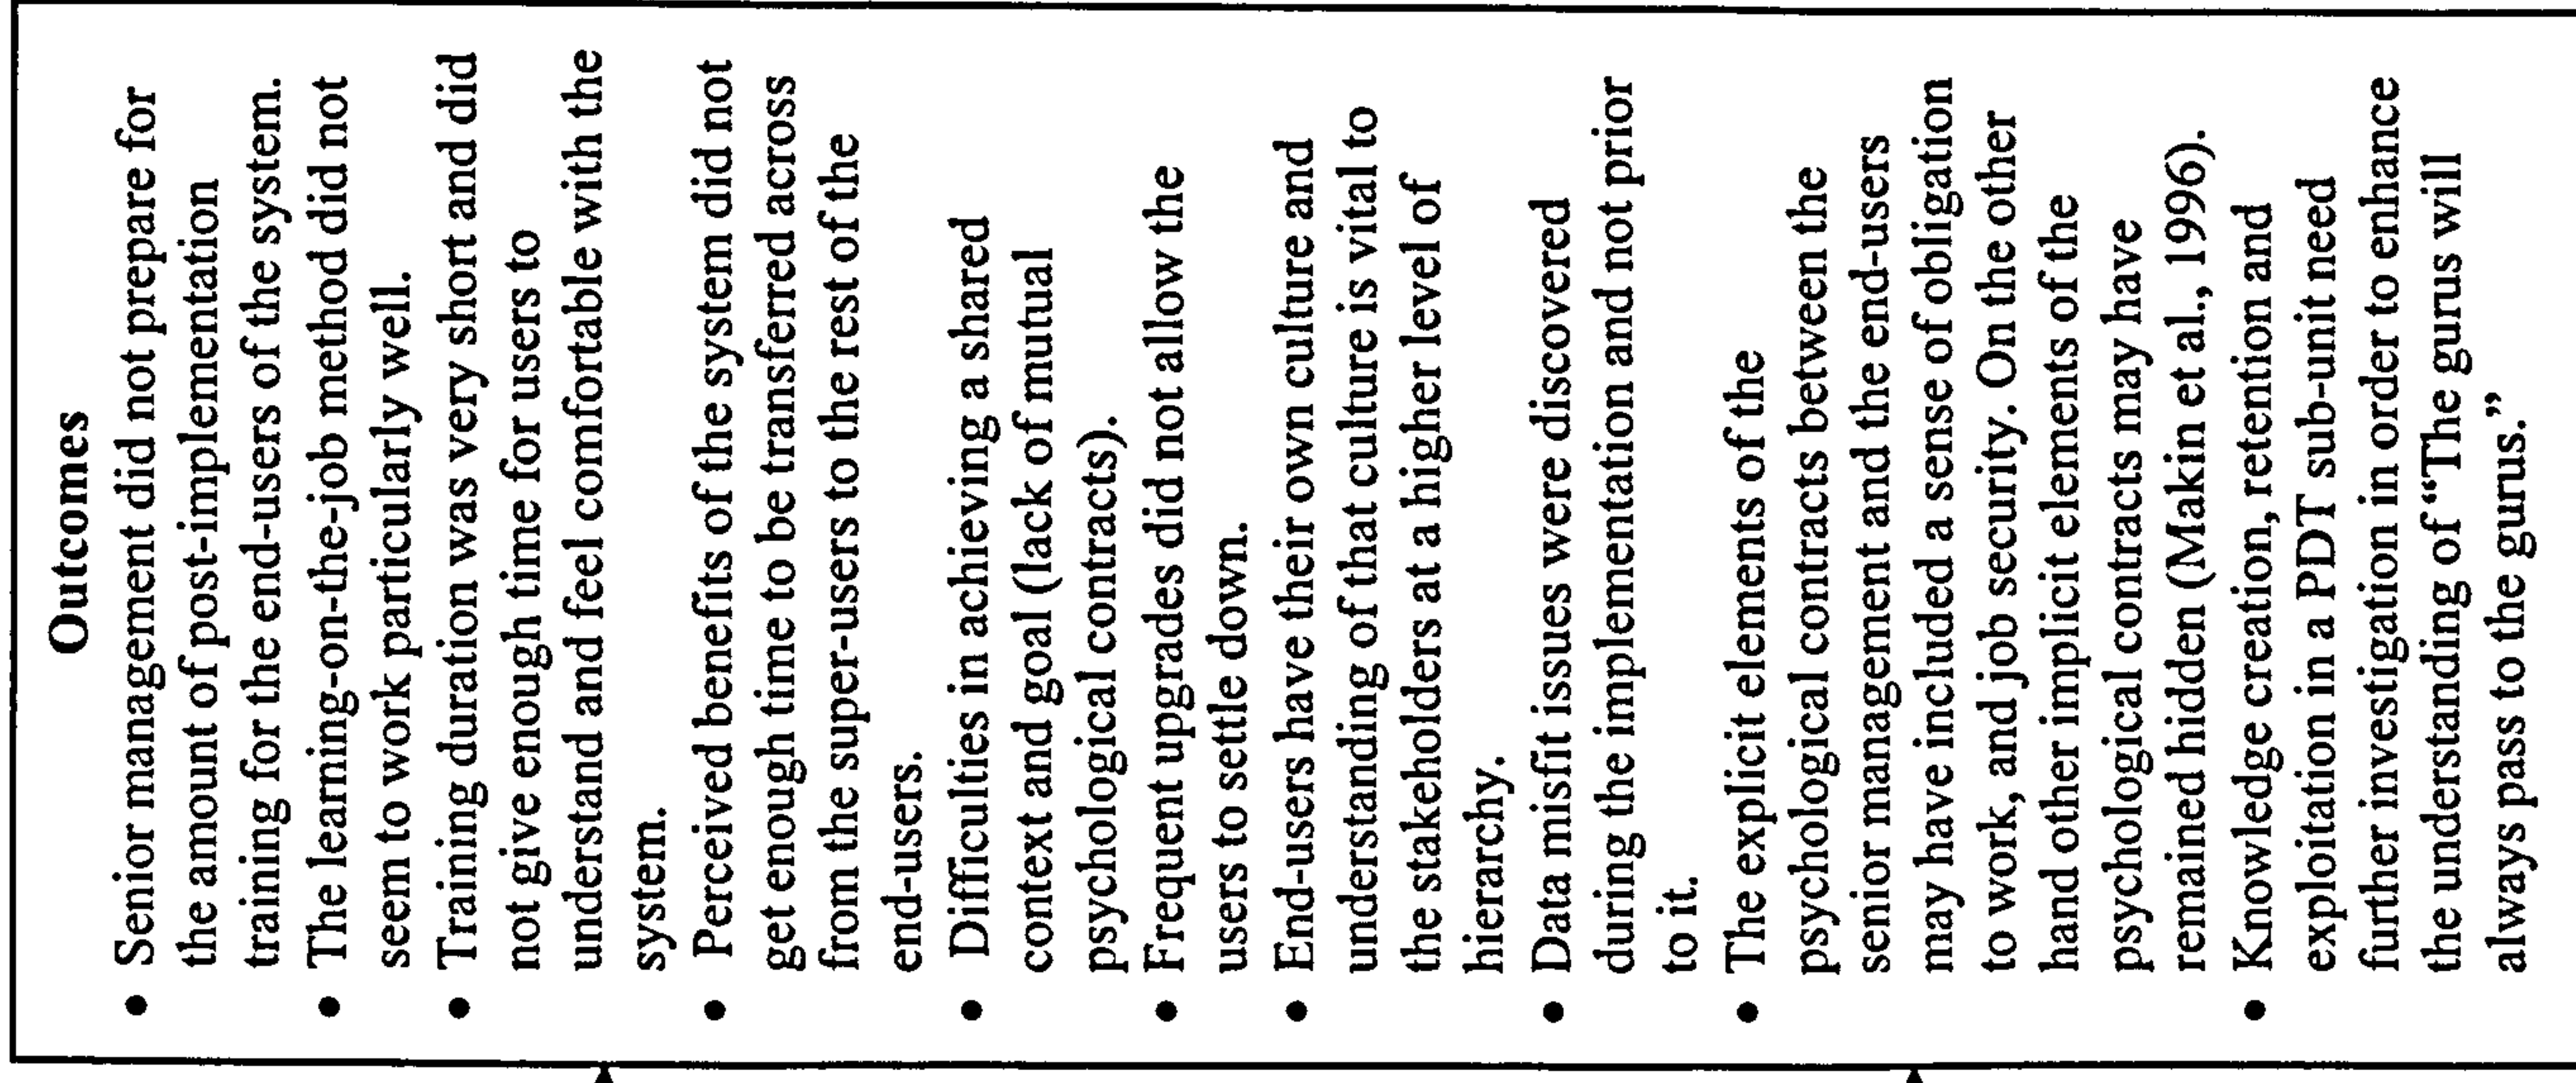 Outcomes
• Senior management did not prepare for
the amount of post-implementation
training for the end-users of the system.
• The learning-on-the-job method did not
seem to work particularly well.
• Training duration was very short and did
not give enough time for users to
understand and feel comfortable with the
system.
• Perceived benefits of the system did not
get enough time to be transferred across
from the super-users to the rest of the
end-users.
• Difficulties in achieving a shared
context and goal (lack of mutual
psychological contracts).
• Frequent upgrades did not allow the
users to settle down.
• End-users have their own culture and
understanding of that culture is vital to
the stakeholders at a higher level of
hierarchy.
• Data misfit issues were discovered
during the implementation and not prior
to it.
• The explicit elements of the
psychological contracts between the
senior management and the end-users
may have included a sense of obligation
to work, and job security. On the other
hand other implicit elements of the
psychological contracts may have
remained hidden (Makin et al., 1996).
• Knowledge creation, retention and
exploitation in a PDT sub-unit need
further investigation in order to enhance
the understanding of “The gurus will
always pass to the gurus.”